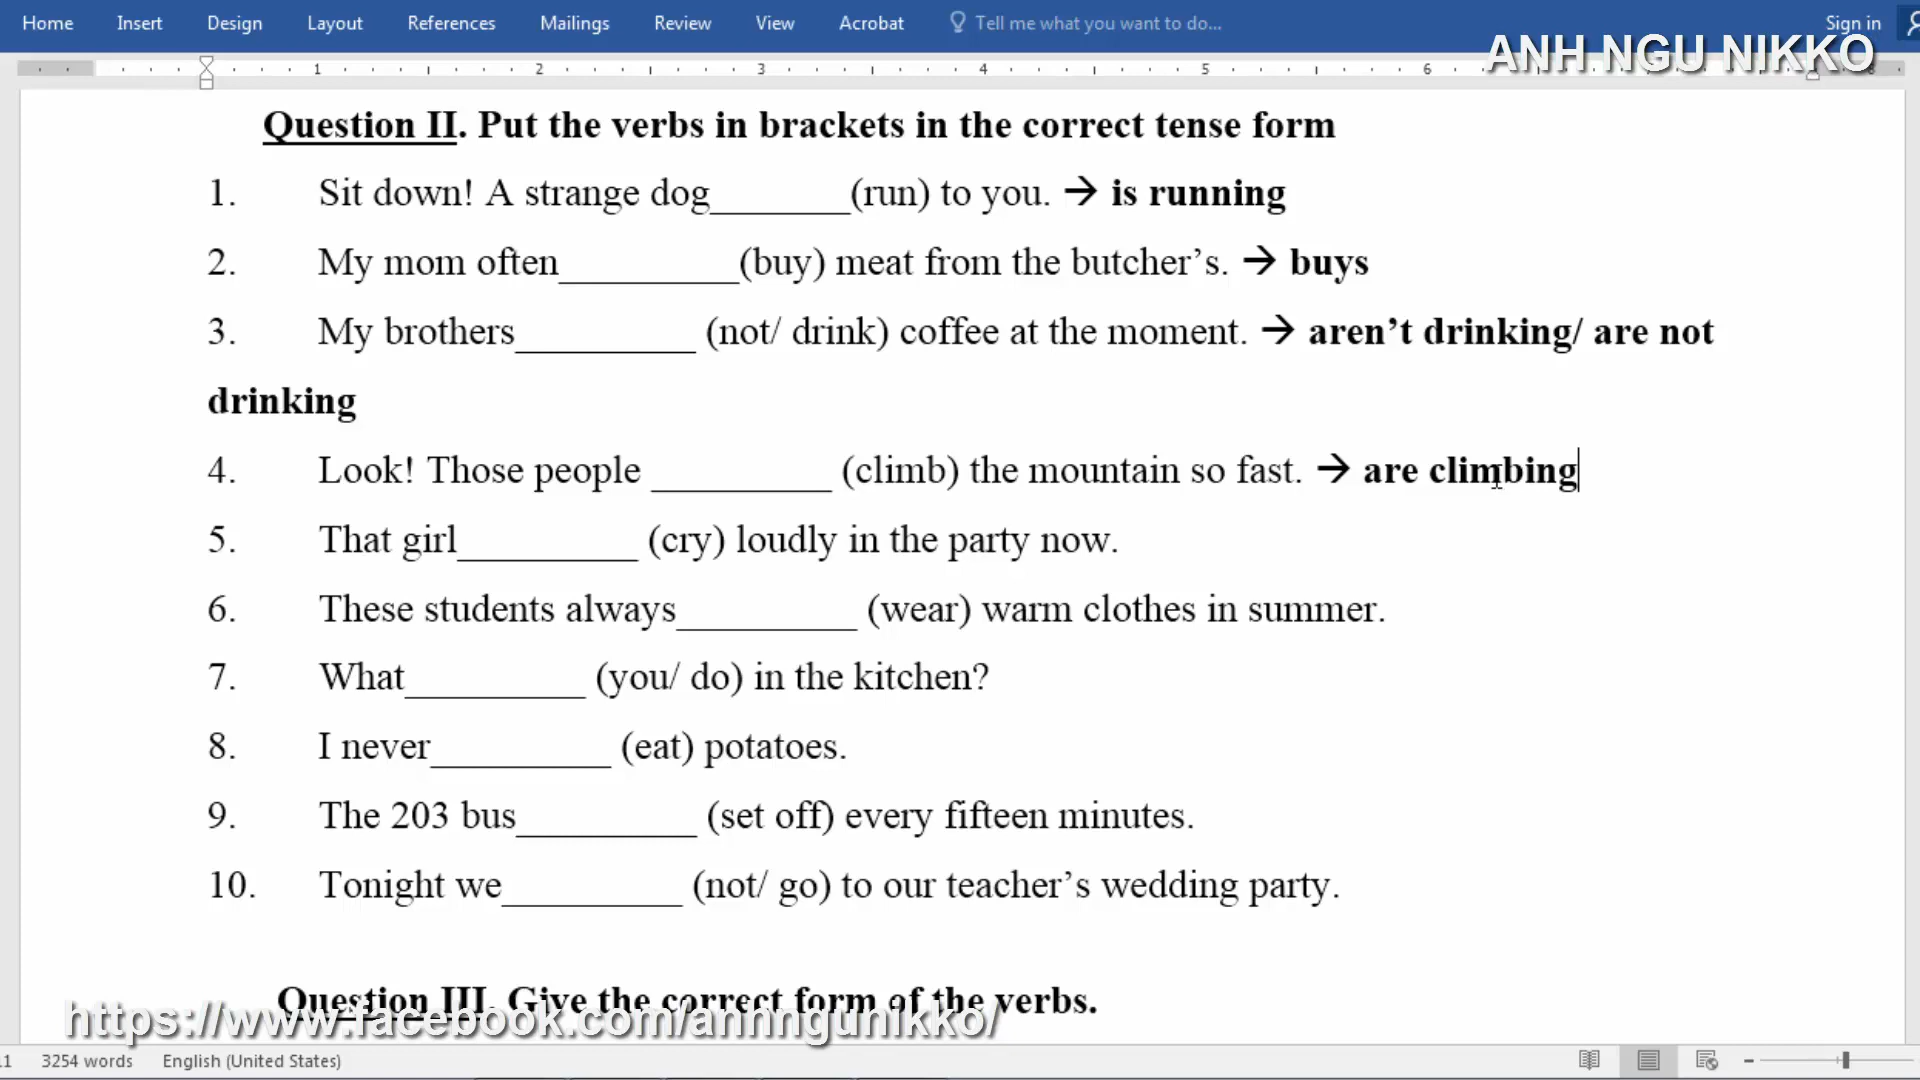 Home Insert Design Layout References Mailings Review View Acrobat Tell me what you want to do... Sign in
ANH NGU NIKKO
1 2 3 4 5 6 8
Question II. Put the verbs in brackets in the correct tense form
1. Sit down! A strange dog_______(run) to you. → is running
2. My mom often_________(buy) meat from the butcher’s. → buys
3. My brothers_________ (not/ drink) coffee at the moment. → aren’t drinking/ are not
drinking
4. Look! Those people _________ (climb) the mountain so fast. → are climbing
5. That girl_________ (cry) loudly in the party now.
6. These students always_________ (wear) warm clothes in summer.
7. What_________ (you/ do) in the kitchen?
8. I never_________ (eat) potatoes.
9. The 203 bus_________ (set off) every fifteen minutes.
10. Tonight we_________ (not/ go) to our teacher’s wedding party.
Question III. Give the correct form of the verbs.
https://www.facebook.com/anhngunikko/
3254 words English (United States)